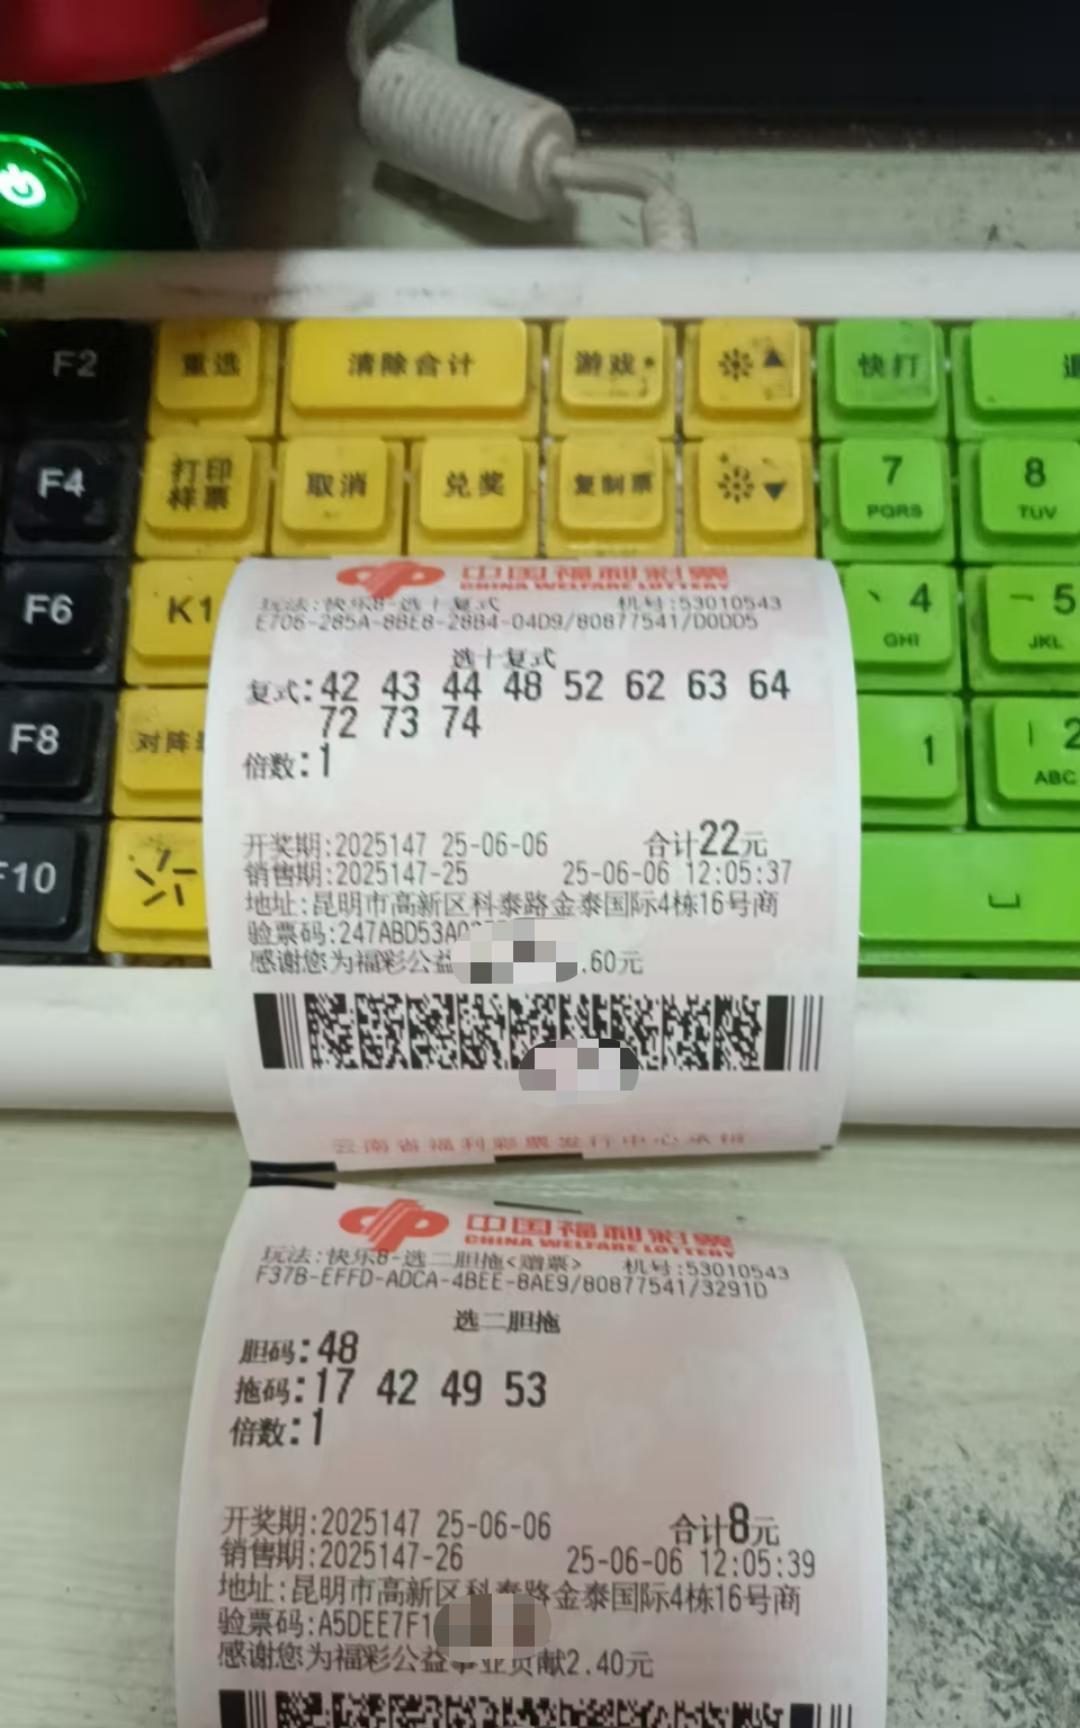 F2
重选
清除合计
游戏
快打
F4
打印
样票
取消
兑奖
复制票
7
PQRS
8
TUV
F6
K1
4
GHI
5
JKL
F8
对阵
1
2
ABC
F10
中国福利彩票
CHINA WELFARE LOTTERY
玩法:快乐8-选十复式 机号:53010543
E706-285A-8BE8-28B4-04D9/80877541/D0DD5
选十复式
复式:42 43 44 48 52 62 63 64
72 73 74
倍数:1
开奖期:2025147 25-06-06 合计22元
销售期:2025147-25 25-06-06 12:05:37
地址:昆明市高新区科泰路金泰国际4栋16号商
验票码:247ABD53A0
感谢您为福彩公益 .60元
云南省福利彩票发行中心承销
中国福利彩票
CHINA WELFARE LOTTERY
玩法:快乐8-选二胆拖<赠票> 机号:53010543
F37B-EFFD-ADCA-4BEE-8AE9/80877541/3291D
选二胆拖
胆码:48
拖码:17 42 49 53
倍数:1
开奖期:2025147 25-06-06 合计8元
销售期:2025147-26 25-06-06 12:05:39
地址:昆明市高新区科泰路金泰国际4栋16号商
验票码:A5DEE7F1
感谢您为福彩公益事业贡献2.40元